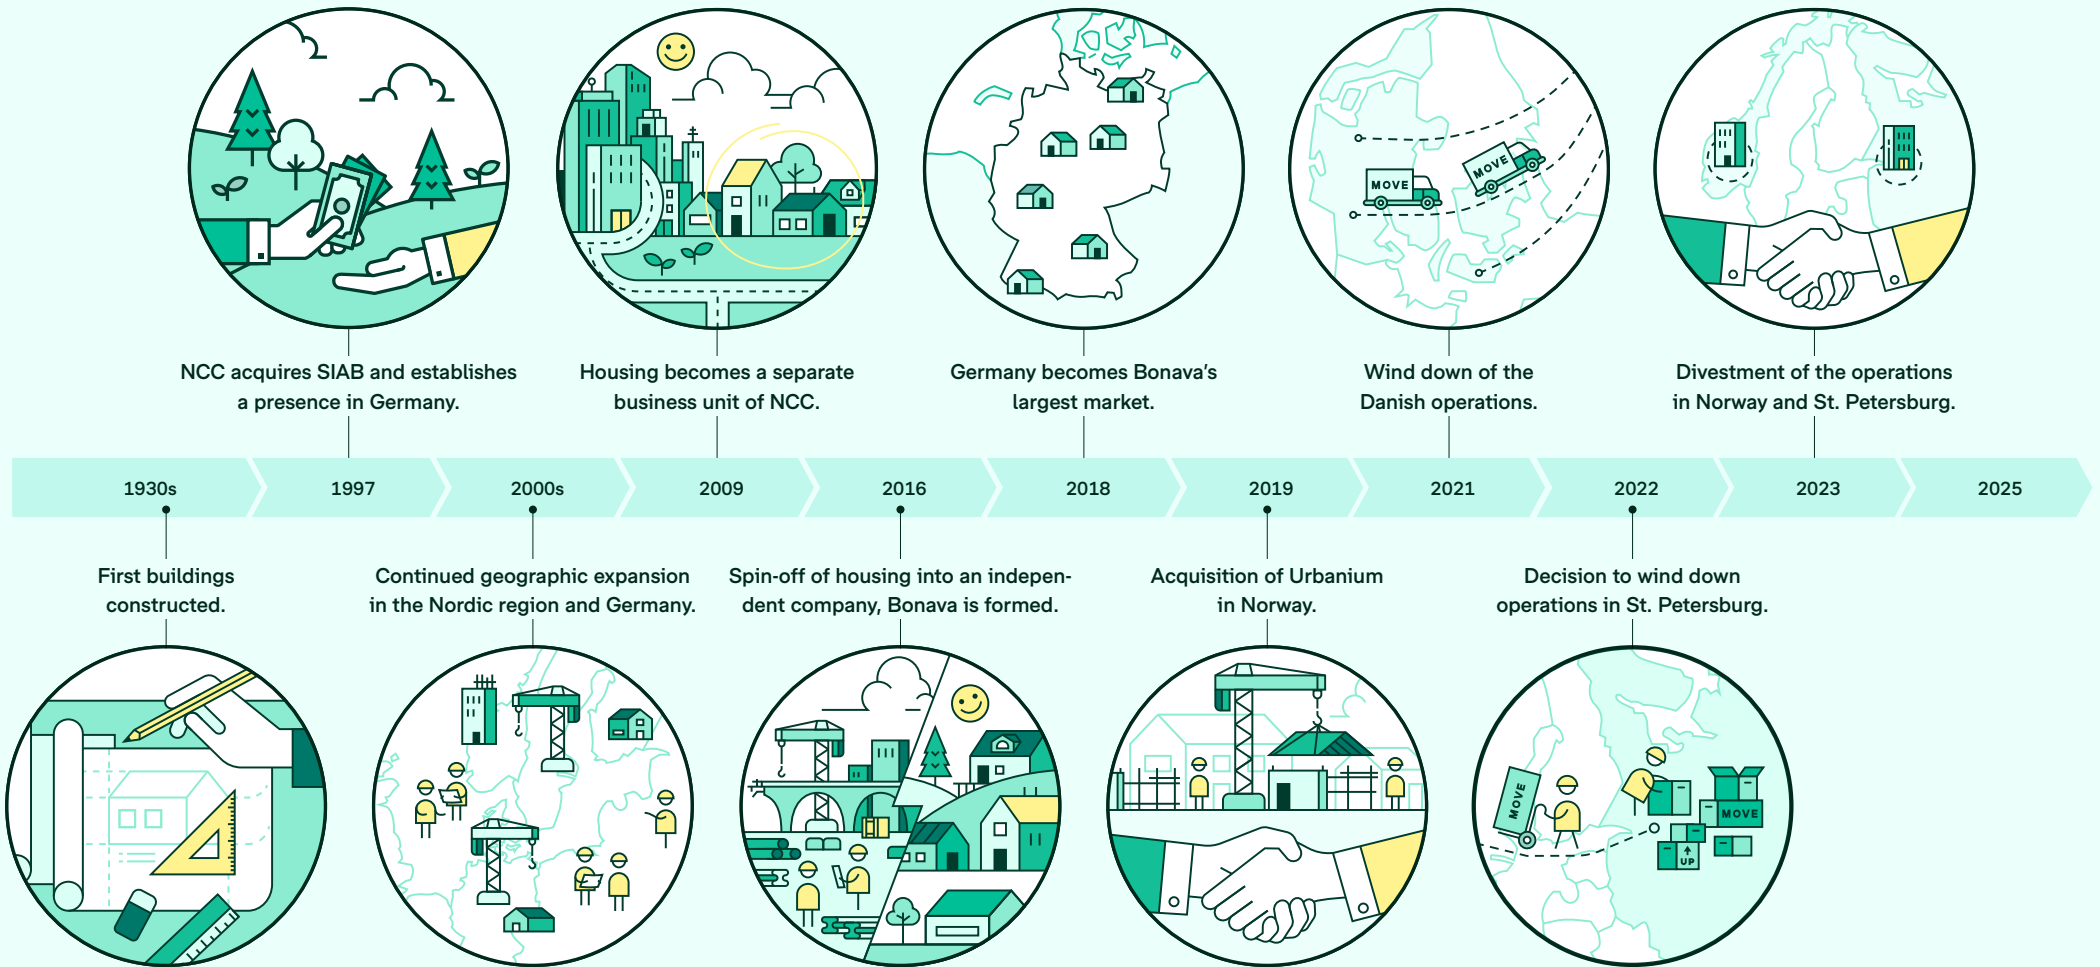 MOVE
MOVE
NCC acquires SIAB and establishes
a presence in Germany.
Housing becomes a separate
business unit of NCC.
Germany becomes Bonava’s
largest market.
Wind down of the
Danish operations.
Divestment of the operations
in Norway and St. Petersburg.
1930s
1997
2000s
2009
2016
2018
2019
2021
2022
2023
2025
First buildings
constructed.
Continued geographic expansion
in the Nordic region and Germany.
Spin-off of housing into an indepen-
dent company, Bonava is formed.
Acquisition of Urbanium
in Norway.
Decision to wind down
operations in St. Petersburg.
MOVE
MOVE
UP